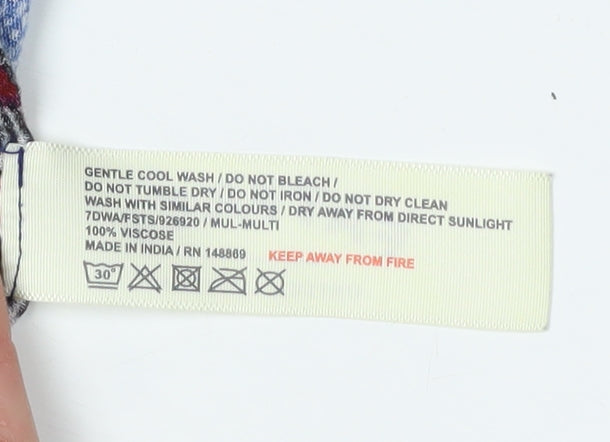 GENTLE COOL WASH / DO NOT BLEACH /
DO NOT TUMBLE DRY / DO NOT IRON / DO NOT DRY CLEAN
WASH WITH SIMILAR COLOURS / DRY AWAY FROM DIRECT SUNLIGHT
7DWA/FSTS/926920 / MUL-MULTI
100% VISCOSE
MADE IN INDIA / RN 148869 KEEP AWAY FROM FIRE
30°